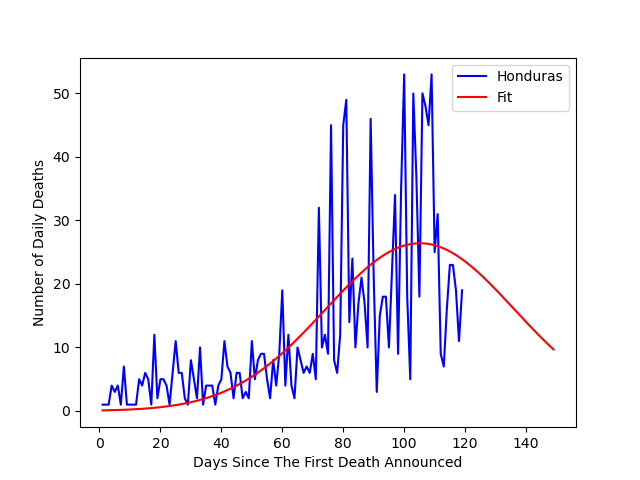 Honduras
Fit
Number of Daily Deaths
50
40
30
20
10
0
0 20 40 60 80 100 120 140
Days Since The First Death Announced